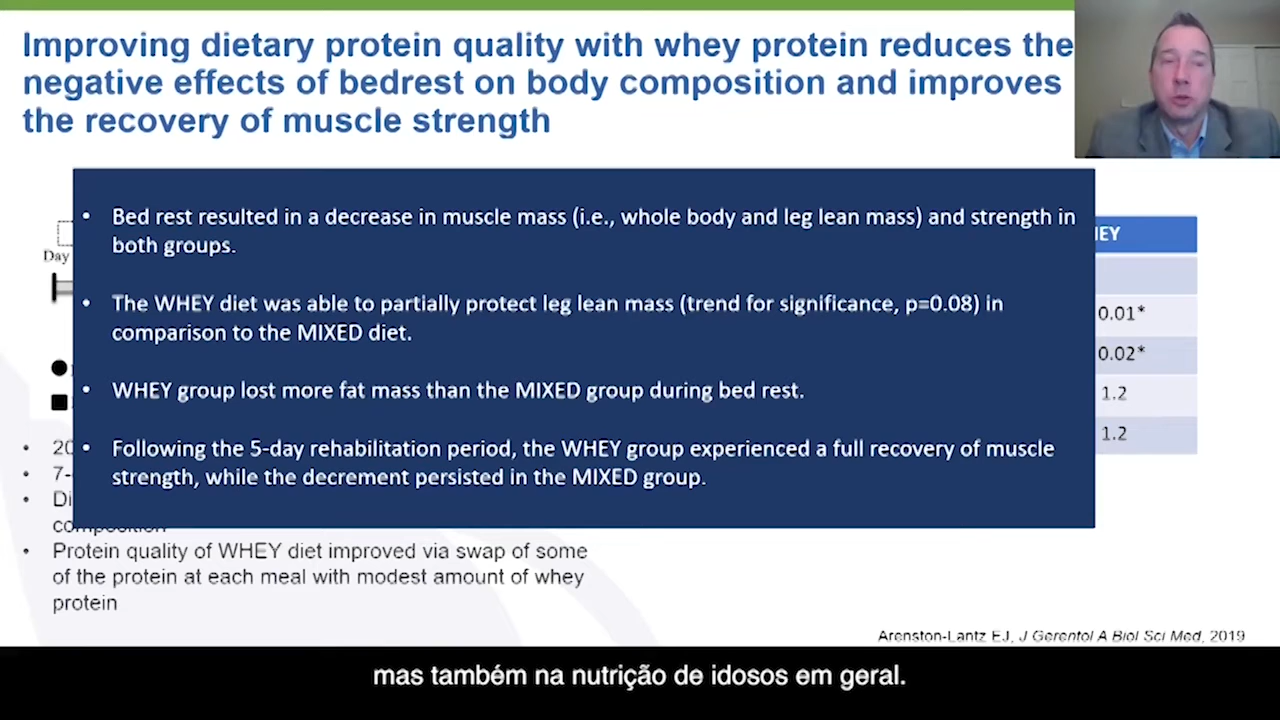 Improving dietary protein quality with whey protein reduces the
negative effects of bedrest on body composition and improves
the recovery of muscle strength
• Bed rest resulted in a decrease in muscle mass (i.e., whole body and leg lean mass) and strength in
both groups.
• The WHEY diet was able to partially protect leg lean mass (trend for significance, p=0.08) in
comparison to the MIXED diet.
• WHEY group lost more fat mass than the MIXED group during bed rest.
• Following the 5-day rehabilitation period, the WHEY group experienced a full recovery of muscle
strength, while the decrement persisted in the MIXED group.
Day
0.01*
0.02*
1.2
1.2
• Protein quality of WHEY diet improved via swap of some
of the protein at each meal with modest amount of whey
protein
Arenston-Lantz EJ, J Gerentol A Biol Sci Med, 2019
mas também na nutrição de idosos em geral.